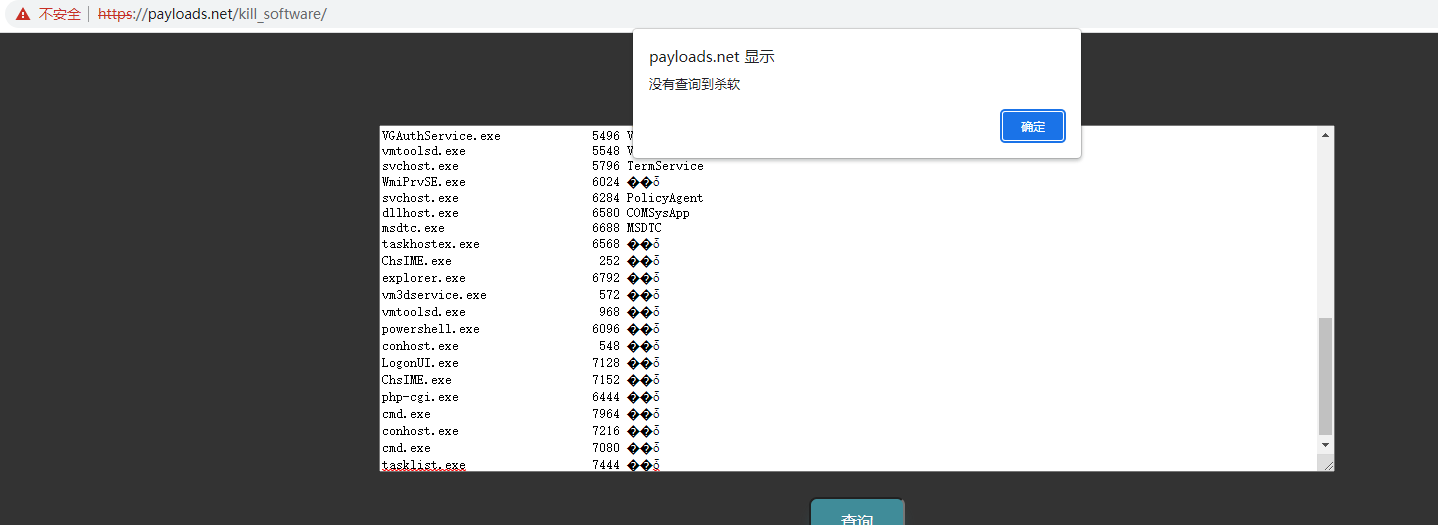 不安全 https://payloads.net/kill_software/
payloads.net 显示
没有查询到杀软
确定
VGAuthService.exe 5496 V
vmtoolsd.exe 5548 V
svchost.exe 5796 TermService
WmiPrvSE.exe 6024 ��ȱ
svchost.exe 6284 PolicyAgent
dllhost.exe 6580 COMSysApp
msdtc.exe 6688 MSDTC
taskhostex.exe 6568 ��ȱ
ChsIME.exe 252 ��ȱ
explorer.exe 6792 ��ȱ
vm3dservice.exe 572 ��ȱ
vmtoolsd.exe 968 ��ȱ
powershell.exe 6096 ��ȱ
conhost.exe 548 ��ȱ
LogonUI.exe 7128 ��ȱ
ChsIME.exe 7152 ��ȱ
php-cgi.exe 6444 ��ȱ
cmd.exe 7964 ��ȱ
conhost.exe 7216 ��ȱ
cmd.exe 7080 ��ȱ
tasklist.exe 7444 ��ȱ
查询